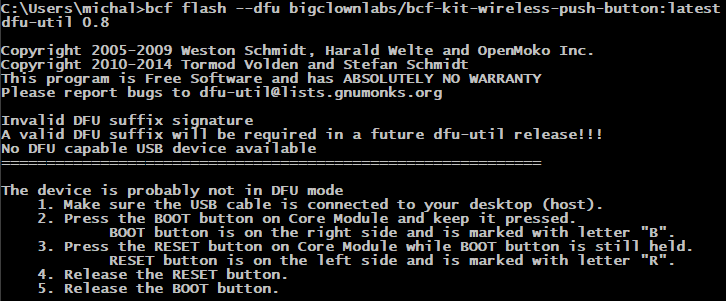 C:\Users\michal>bcf flash --dfu bigclownlabs/bcf-kit-wireless-push-button:latest
dfu-util 0.8
Copyright 2005-2009 Weston Schmidt, Harald Welte and OpenMoko Inc.
Copyright 2010-2014 Tormod Volden and Stefan Schmidt
This program is Free Software and has ABSOLUTELY NO WARRANTY
Please report bugs to dfu-util@lists.gnumonks.org
Invalid DFU suffix signature
A valid DFU suffix will be required in a future dfu-util release!!!
No DFU capable USB device available
============================================================
The device is probably not in DFU mode
1. Make sure the USB cable is connected to your desktop (host).
2. Press the BOOT button on Core Module and keep it pressed.
BOOT button is on the right side and is marked with letter "B".
3. Press the RESET button on Core Module while BOOT button is still held.
RESET button is on the left side and is marked with letter "R".
4. Release the RESET button.
5. Release the BOOT button.